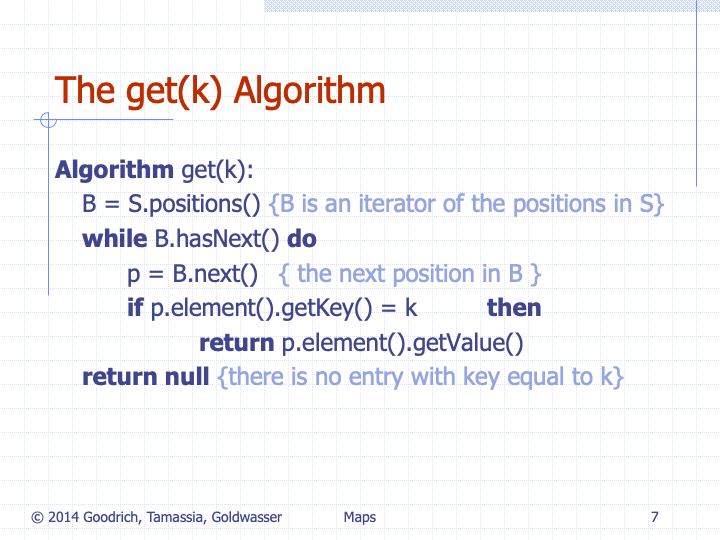 The get(k) Algorithm
Algorithm get(k):
B = S.positions() {B is an iterator of the positions in S}
while B.hasNext() do
p = B.next() { the next position in B }
if p.element().getKey() = k then
return p.element().getValue()
return null {there is no entry with key equal to k}
© 2014 Goodrich, Tamassia, Goldwasser Maps 7